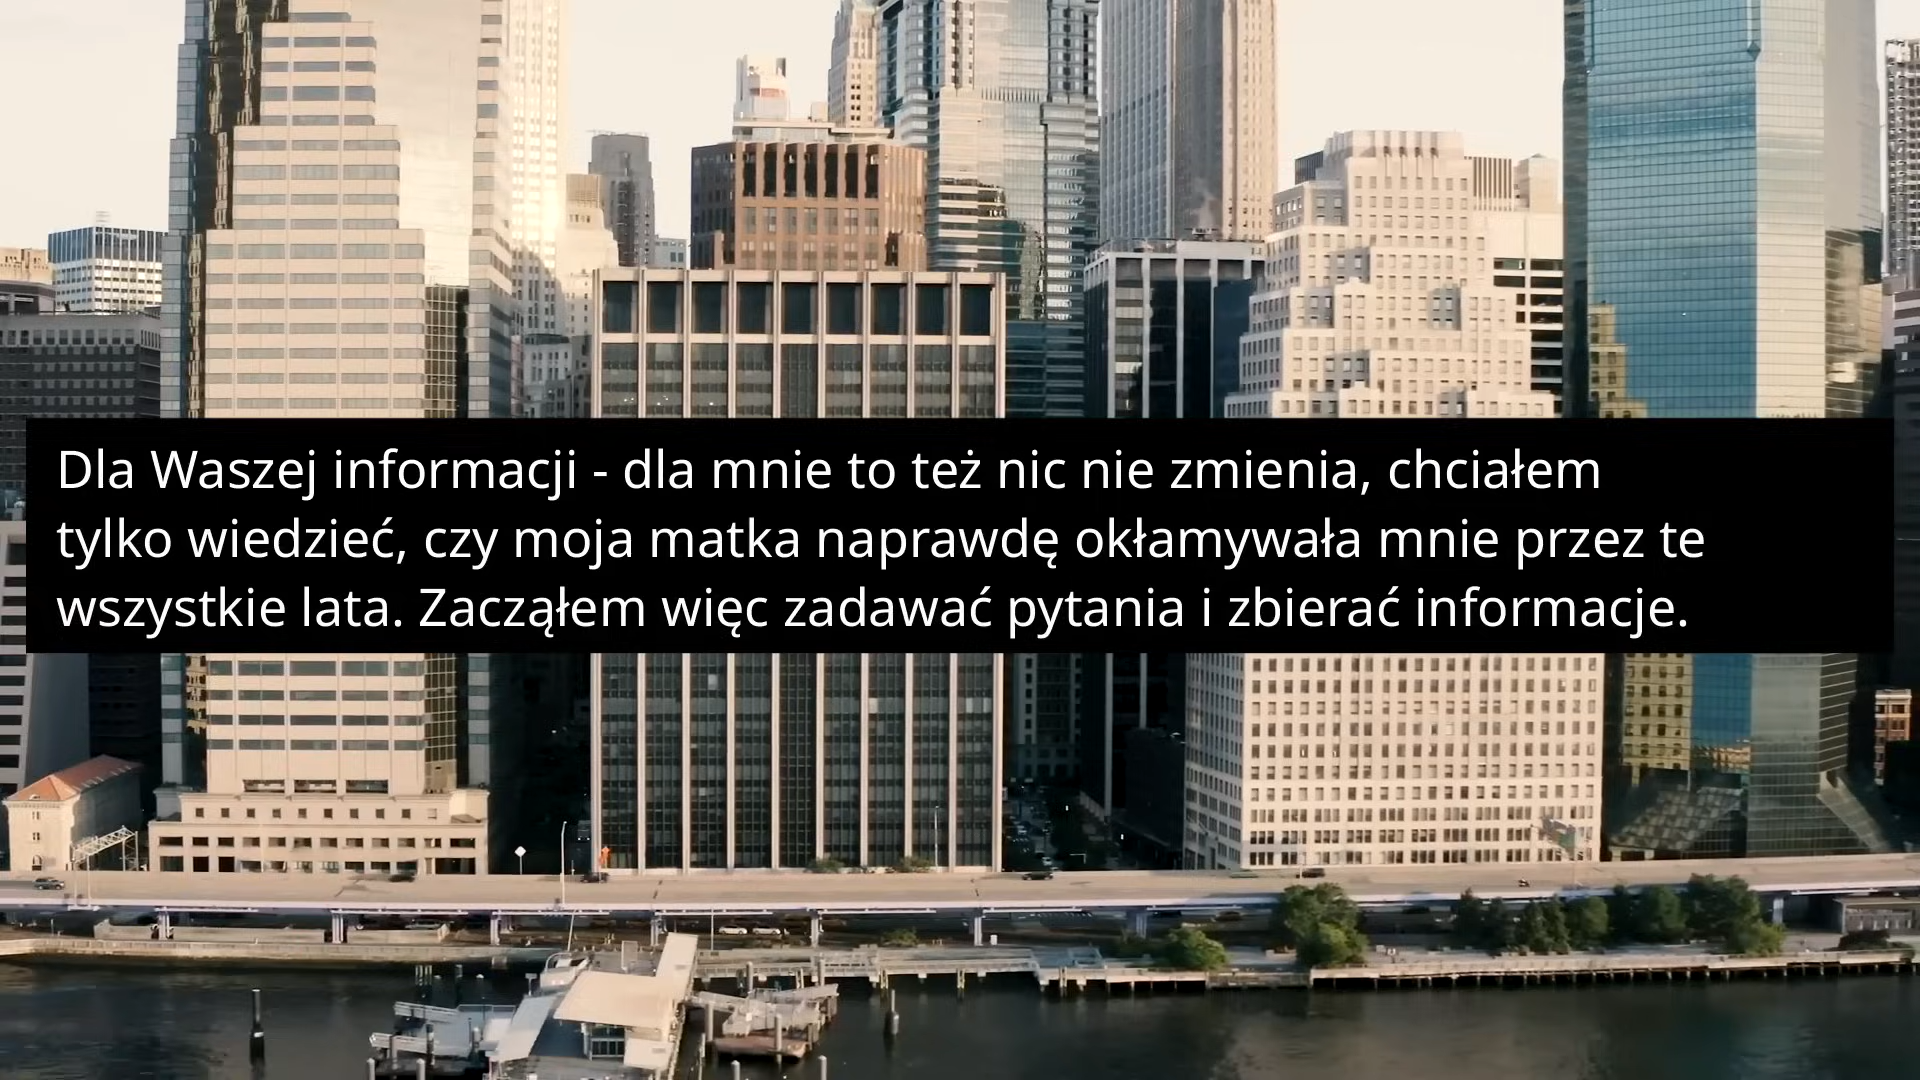 Dla Waszej informacji - dla mnie to też nic nie zmienia, chciałem
tylko wiedzieć, czy moja matka naprawdę okłamywała mnie przez te
wszystkie lata. Zacząłem więc zadawać pytania i zbierać informacje.